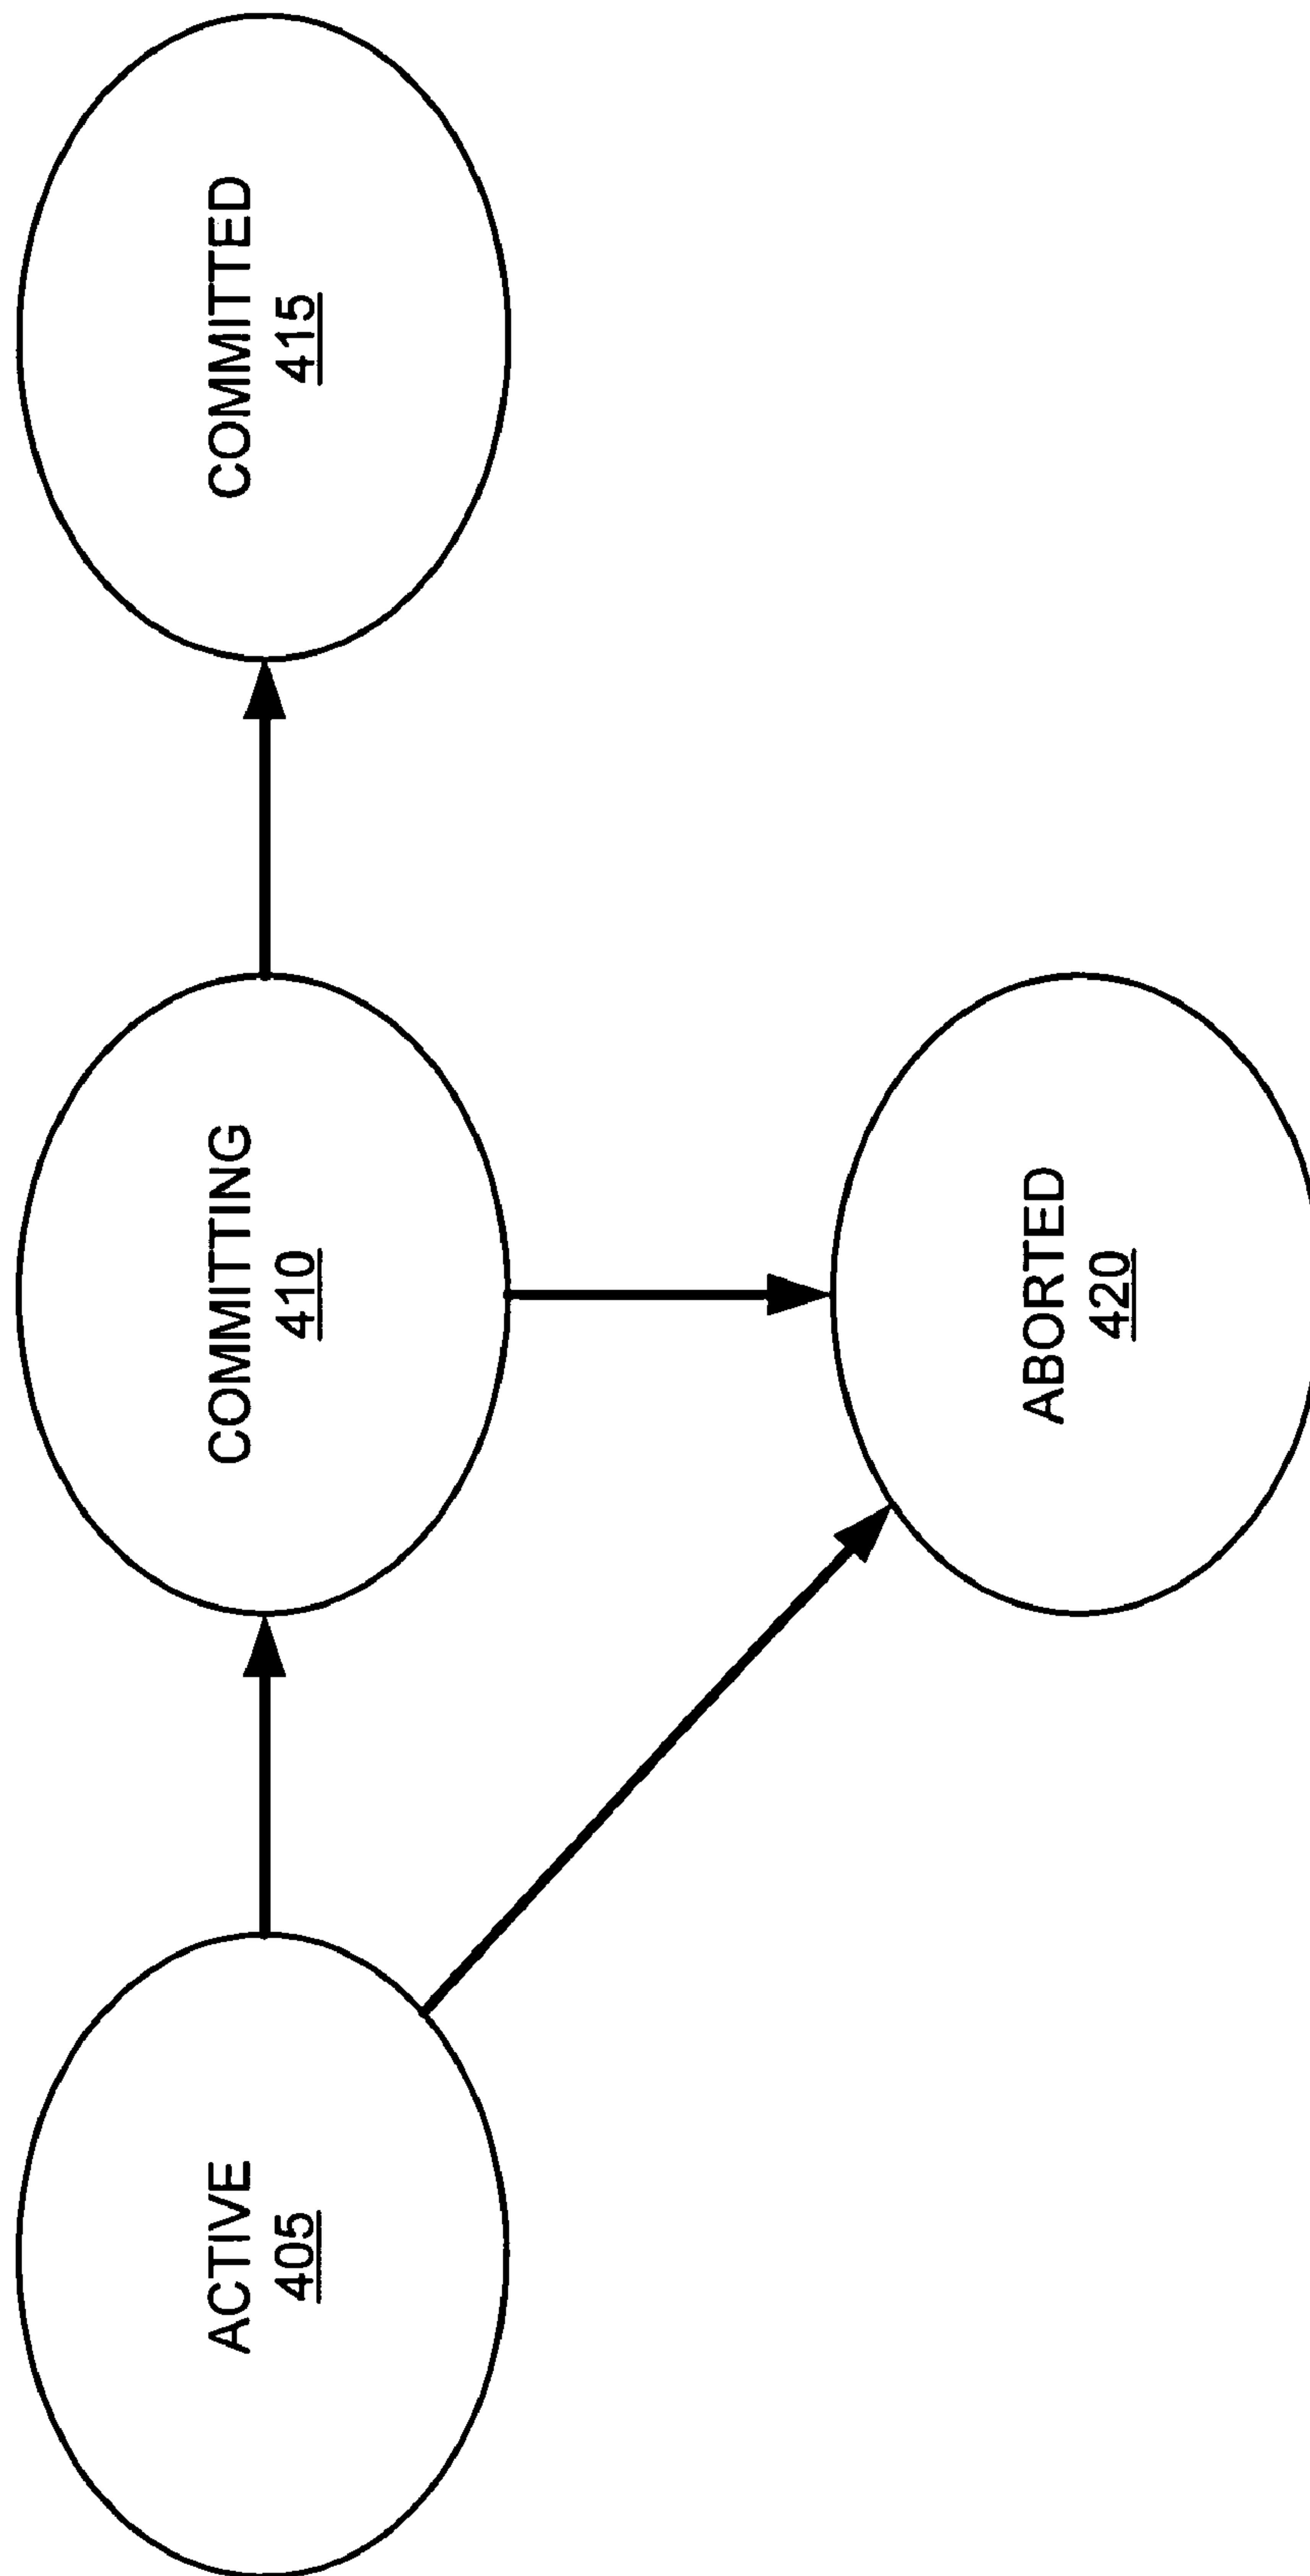 ACTIVE
405
COMMITTING
410
COMMITTED
415
ABORTED
420